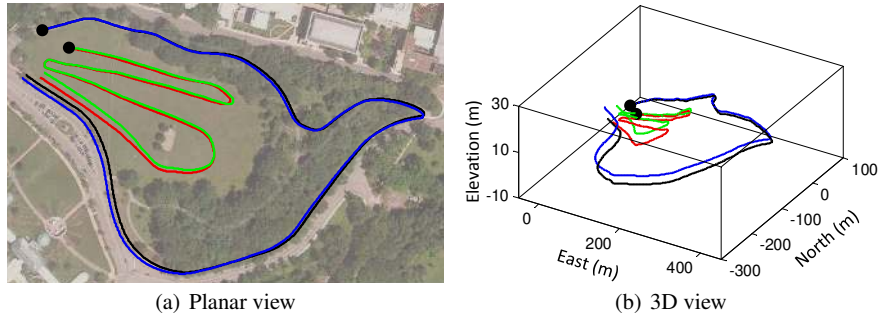 30
10
-10
Elevation (m)
0
200
400
East (m)
100
0
-100
-200
-300
North (m)
(a) Planar view
(b) 3D view